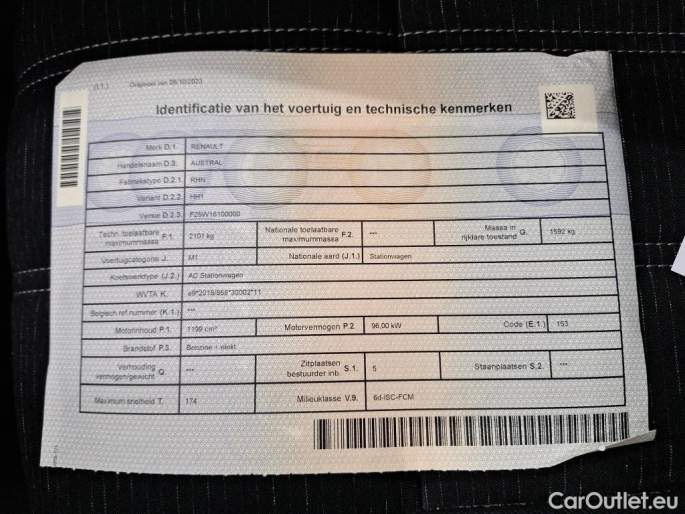 (I.1.) Origineel van 06/10/2023
Identificatie van het voertuig en technische kenmerken
Merk D.1. RENAULT
Handelsnaam D.3. AUSTRAL
Fabriekstype D.2.1. RHN
Variant D.2.2. HH1
Versie D.2.3. F25W16100000
Techn. toelaatbare maximummassa F.1. 2101 kg Nationale toelaatbare maximummassa F.2. *** Massa in rijklare toestand G. 1592 kg
Voertuigcategorie J. M1 Nationale aard (J.1.) Stationwagen
Koetswerktype (J.2.) AC Stationwagen
WVTA K. e9*2018/858*30002*11
Belgisch ref.nummer (K.1.) ***
Motorinhoud P.1. 1199 cm³ Motorvermogen P.2. 96,00 kW Code (E.1.) 153
Brandstof P.3. Benzine + elekt.
Verhouding vermogen/gewicht Q. *** Zitplaatsen bestuurder inb. S.1. 5 Staanplaatsen S.2. ***
Maximum snelheid T. 174 Milieuklasse V.9. 6d-ISC-FCM
CarOutlet.eu